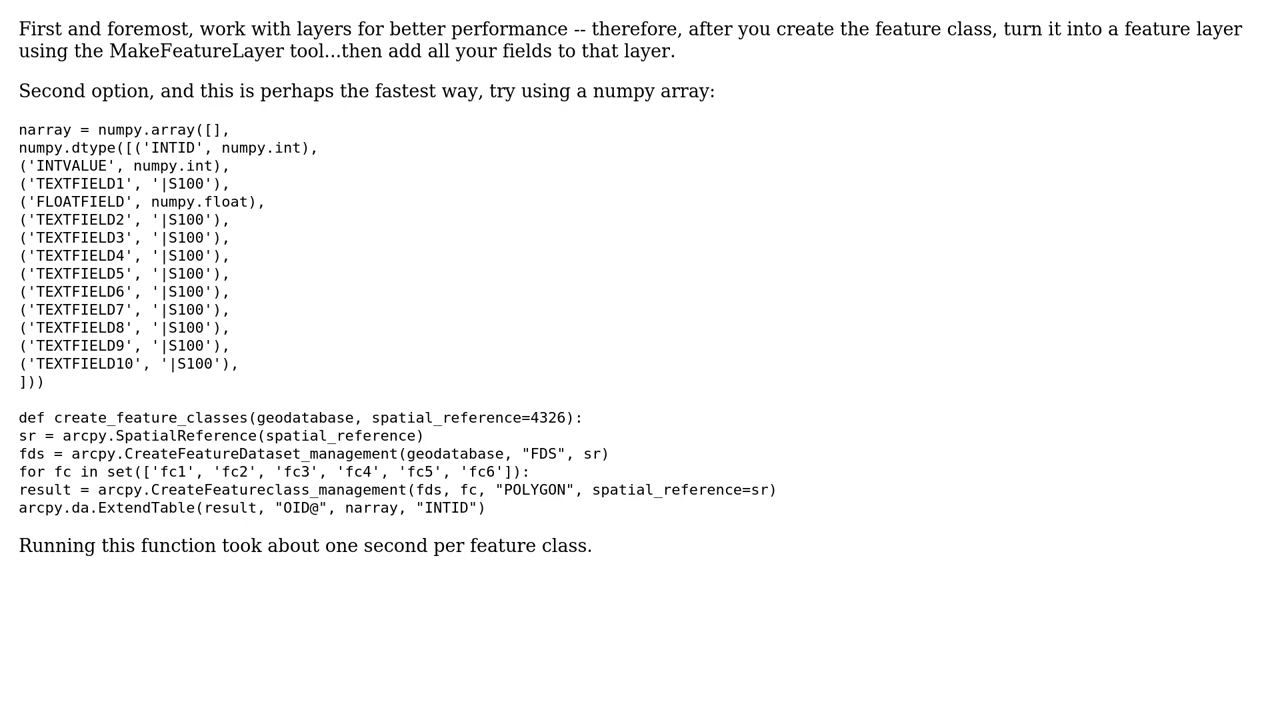 First and foremost, work with layers for better performance -- therefore, after you create the feature class, turn it into a feature layer
using the MakeFeatureLayer tool...then add all your fields to that layer.
Second option, and this is perhaps the fastest way, try using a numpy array:
narray = numpy.array([],
numpy.dtype([('INTID', numpy.int),
('INTVALUE', numpy.int),
('TEXTFIELD1', '|S100'),
('FLOATFIELD', numpy.float),
('TEXTFIELD2', '|S100'),
('TEXTFIELD3', '|S100'),
('TEXTFIELD4', '|S100'),
('TEXTFIELD5', '|S100'),
('TEXTFIELD6', '|S100'),
('TEXTFIELD7', '|S100'),
('TEXTFIELD8', '|S100'),
('TEXTFIELD9', '|S100'),
('TEXTFIELD10', '|S100'),
]))
def create_feature_classes(geodatabase, spatial_reference=4326):
sr = arcpy.SpatialReference(spatial_reference)
fds = arcpy.CreateFeatureDataset_management(geodatabase, "FDS", sr)
for fc in set(['fc1', 'fc2', 'fc3', 'fc4', 'fc5', 'fc6']):
result = arcpy.CreateFeatureclass_management(fds, fc, "POLYGON", spatial_reference=sr)
arcpy.da.ExtendTable(result, "OID@", narray, "INTID")
Running this function took about one second per feature class.